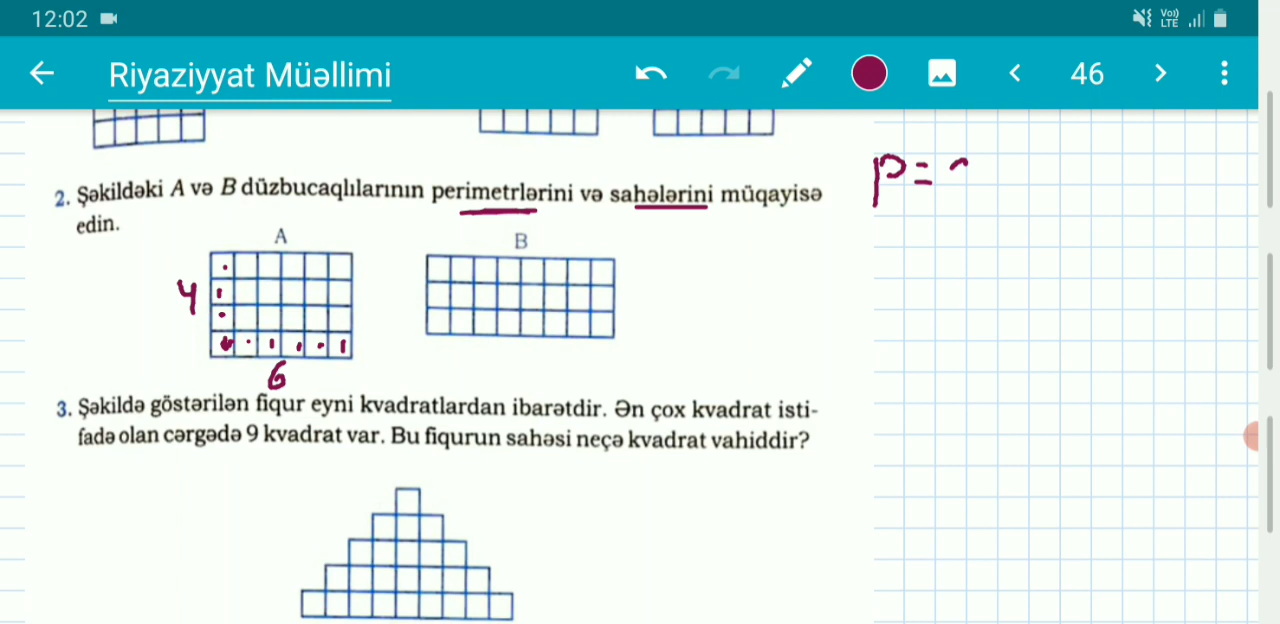 12:02
Vo)) LTE
Riyaziyyat Müəllimi
46
P =
2. Şəkildəki A və B düzbucaqlılarının perimetrlərini və sahələrini müqayisə
edin.
A
B
4
6
3. Şəkildə göstərilən fiqur eyni kvadratlardan ibarətdir. Ən çox kvadrat isti-
fadə olan cərgədə 9 kvadrat var. Bu fiqurun sahəsi neçə kvadrat vahiddir?